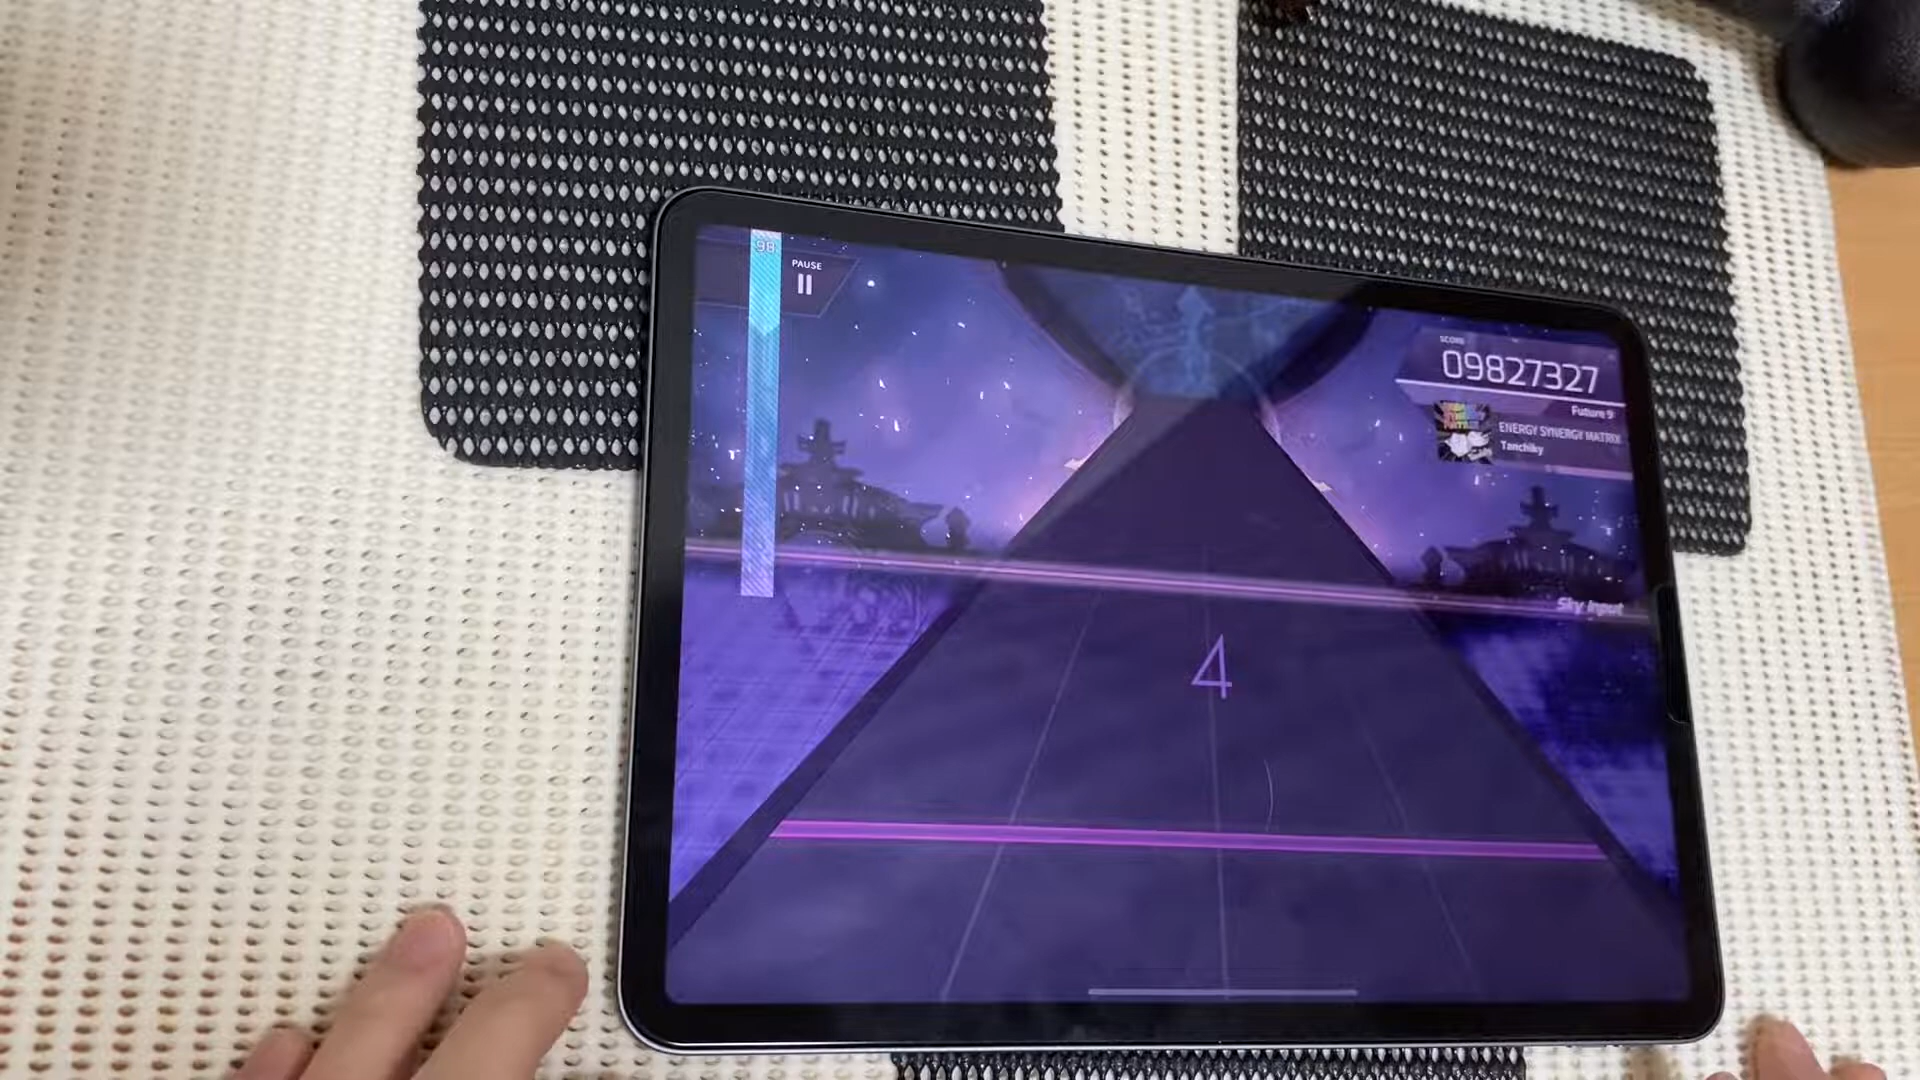 98
PAUSE
SCORE
09827327
Future 9
ENERGY SYNERGY MATRIX
Tanchiky
Sky Input
4